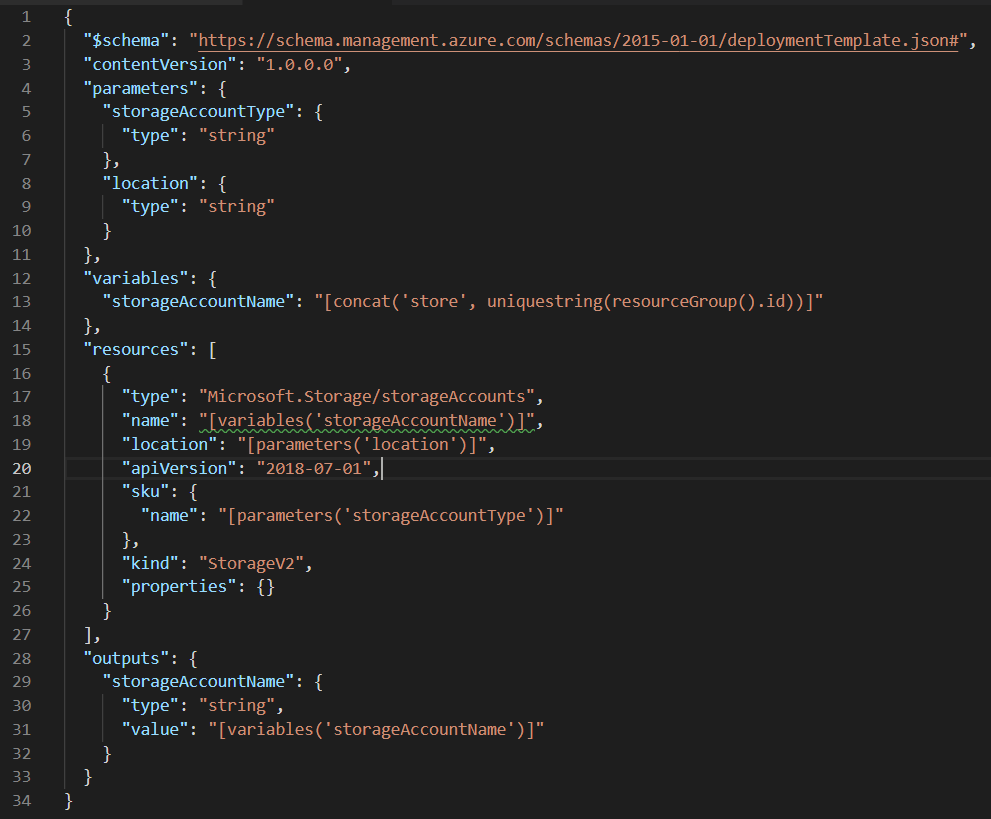 1 {
2   "$schema": "https://schema.management.azure.com/schemas/2015-01-01/deploymentTemplate.json#",
3   "contentVersion": "1.0.0.0",
4   "parameters": {
5     "storageAccountType": {
6       "type": "string"
7     },
8     "location": {
9       "type": "string"
10     }
11   },
12   "variables": {
13     "storageAccountName": "[concat('store', uniquestring(resourceGroup().id))]"
14   },
15   "resources": [
16     {
17       "type": "Microsoft.Storage/storageAccounts",
18       "name": "[variables('storageAccountName')]",
19       "location": "[parameters('location')]",
20       "apiVersion": "2018-07-01",
21       "sku": {
22         "name": "[parameters('storageAccountType')]"
23       },
24       "kind": "StorageV2",
25       "properties": {}
26     }
27   ],
28   "outputs": {
29     "storageAccountName": {
30       "type": "string",
31       "value": "[variables('storageAccountName')]"
32     }
33   }
34 }